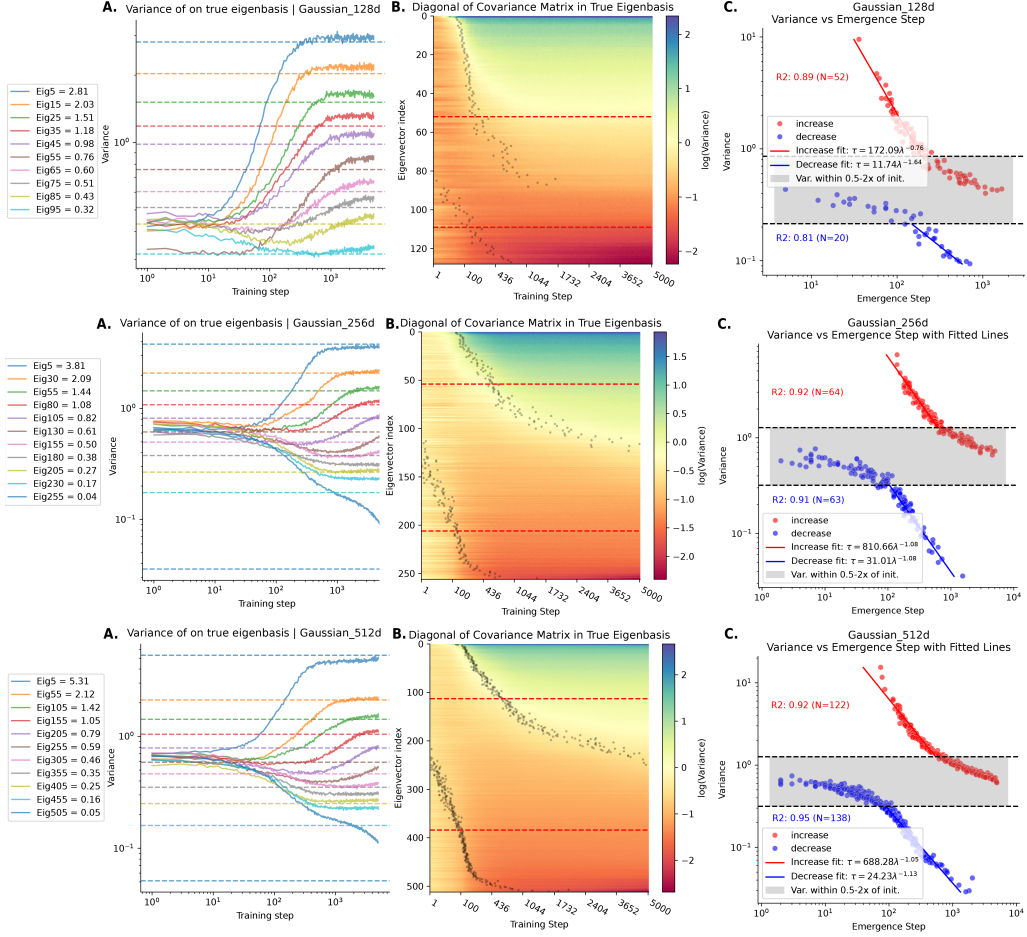 A.
Variance of on true eigenbasis | Gaussian_128d
Eig5 = 2.81
Eig15 = 2.03
Eig25 = 1.51
Eig35 = 1.18
Eig45 = 0.98
Eig55 = 0.76
Eig65 = 0.60
Eig75 = 0.51
Eig85 = 0.43
Eig95 = 0.32
Variance
10⁰
10⁰ 10¹ 10² 10³
Training Step
B.
Diagonal of Covariance Matrix in True Eigenbasis
Eigenvector index
0
20
40
60
80
100
120
1 100 436 1044 1732 2404 3652 5000
Training Step
2
1
0
−1
−2
log(Variance)
C.
Gaussian_128d
Variance vs Emergence Step
Variance
10¹
10⁰
10⁻¹
R2: 0.89 (N=52)
increase
decrease
Increase fit: τ = 172.09λ⁻⁰·⁷⁶
Decrease fit: τ = 11.74λ⁻¹·⁶⁴
Var. within 0.5-2x of init.
R2: 0.81 (N=20)
10¹ 10² 10³
Emergence Step
A.
Variance of on true eigenbasis | Gaussian_256d
Eig5 = 3.81
Eig30 = 2.09
Eig55 = 1.44
Eig80 = 1.08
Eig105 = 0.82
Eig130 = 0.61
Eig155 = 0.50
Eig180 = 0.38
Eig205 = 0.27
Eig230 = 0.17
Eig255 = 0.04
Variance
10⁰
10⁻¹
10⁰ 10¹ 10² 10³
Training step
B.
Diagonal of Covariance Matrix in True Eigenbasis
Eigenvector index
0
50
100
150
200
250
1 100 436 1044 1732 2404 3652 5000
Training Step
1.5
1.0
0.5
0.0
−0.5
−1.0
−1.5
−2.0
log(Variance)
C.
Gaussian_256d
Variance vs Emergence Step with Fitted Lines
Variance
10⁰
10⁻¹
R2: 0.92 (N=64)
R2: 0.91 (N=63)
increase
decrease
Increase fit: τ = 810.66λ⁻¹·⁰⁸
Decrease fit: τ = 31.01λ⁻¹·⁰⁸
Var. within 0.5-2x of init.
10⁰ 10¹ 10² 10³ 10⁴
Emergence Step
A.
Variance of on true eigenbasis | Gaussian_512d
Eig5 = 5.31
Eig55 = 2.12
Eig105 = 1.42
Eig155 = 1.05
Eig205 = 0.79
Eig255 = 0.59
Eig305 = 0.46
Eig355 = 0.35
Eig405 = 0.25
Eig455 = 0.16
Eig505 = 0.05
Variance
10⁰
10⁻¹
10⁰ 10¹ 10² 10³
Training step
B.
Diagonal of Covariance Matrix in True Eigenbasis
Eigenvector index
0
100
200
300
400
500
1 100 436 1044 1732 2404 3652 5000
Training Step
2
1
0
−1
−2
log(Variance)
C.
Gaussian_512d
Variance vs Emergence Step with Fitted Lines
Variance
10¹
10⁰
10⁻¹
R2: 0.92 (N=122)
R2: 0.95 (N=138)
increase
decrease
Increase fit: τ = 688.28λ⁻¹·⁰⁵
Decrease fit: τ = 24.23λ⁻¹·¹³
Var. within 0.5-2x of init.
10⁰ 10¹ 10² 10³ 10⁴
Emergence Step